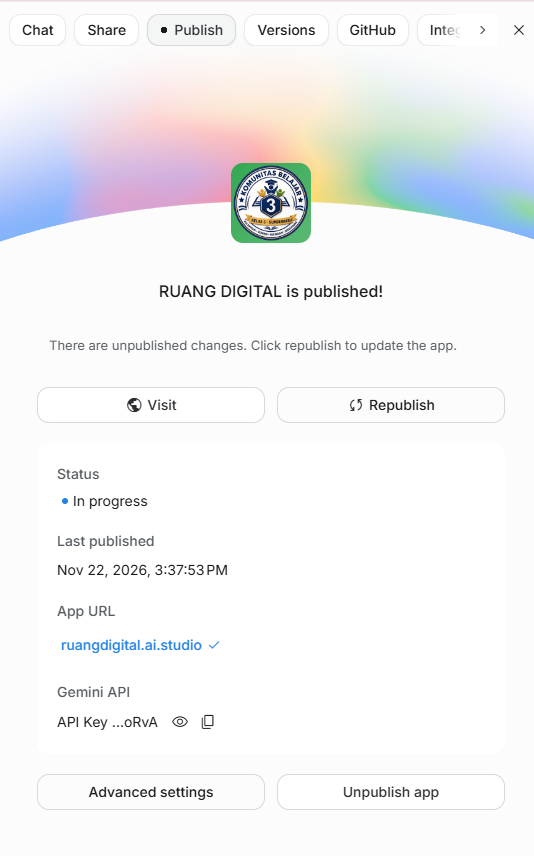 Chat Share Publish Versions GitHub
RUANG DIGITAL is published!
There are unpublished changes. Click republish to update the app.
Visit Republish
Status
In progress
Last published
Nov 22, 2026, 3:37:53 PM
App URL
ruangdigital.ai.studio
Gemini API
API Key ...oRvA
Advanced settings Unpublish app
KOMUNITAS BELAJAR
3